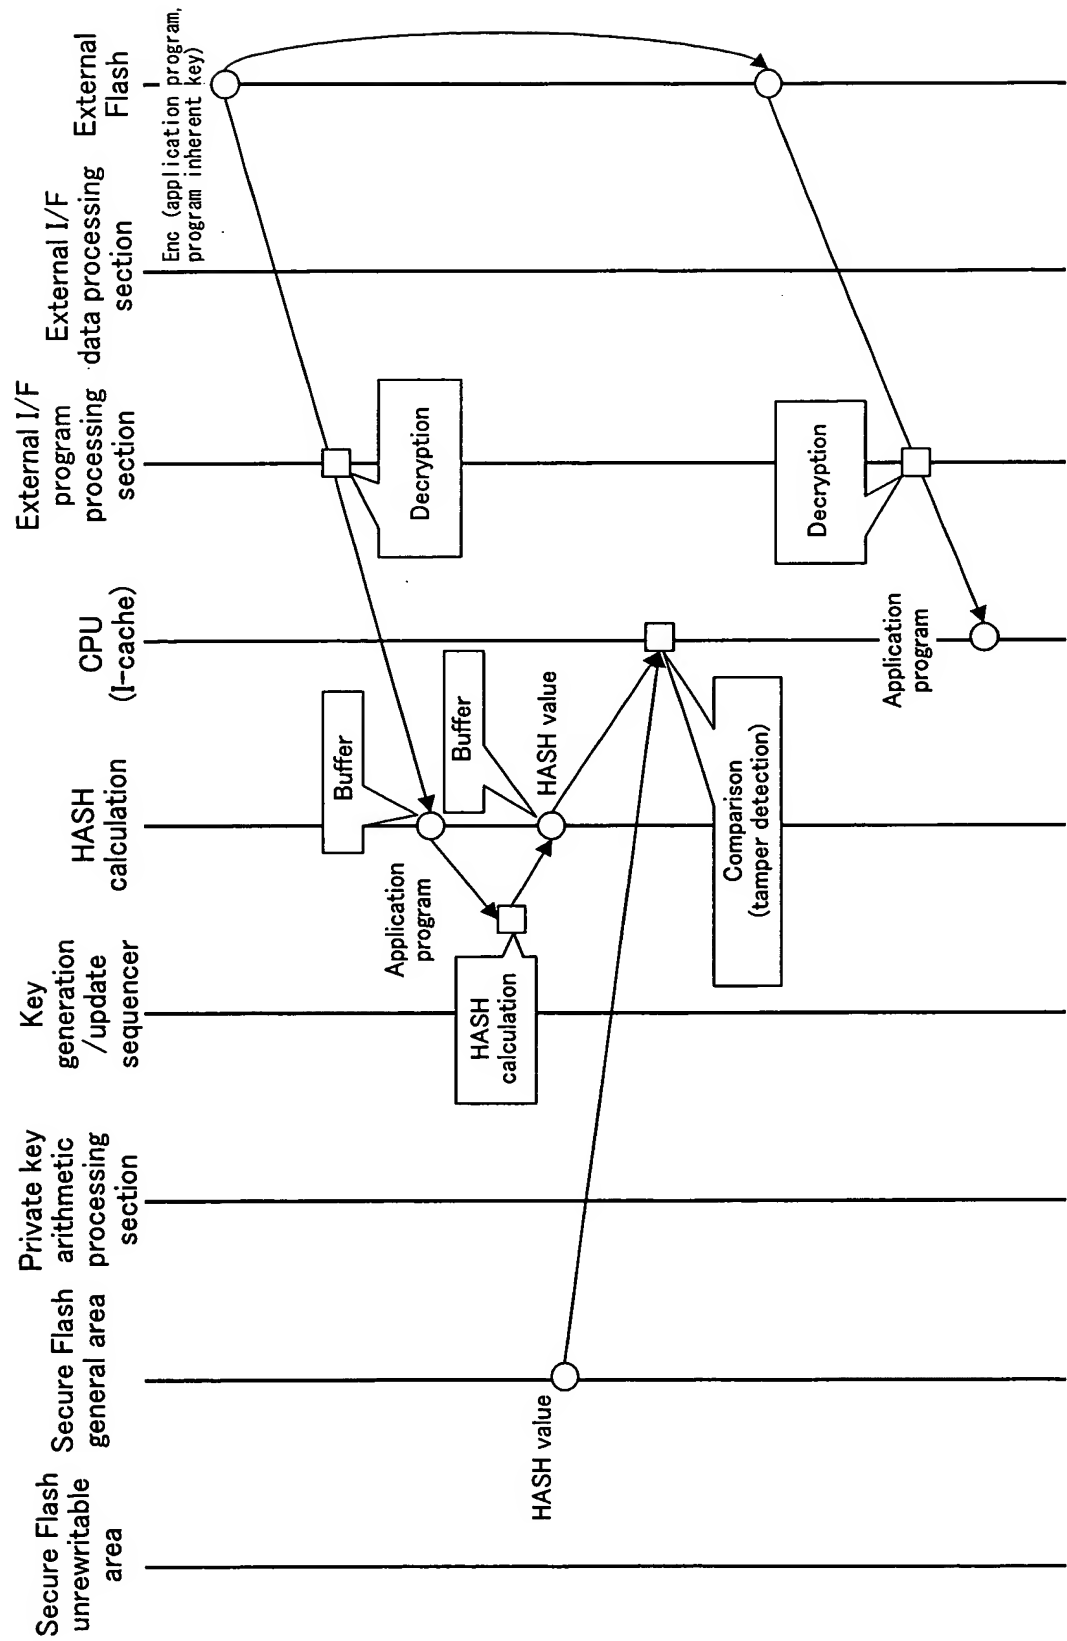 Secure Flash
unrewritable
area
Secure Flash
general area
Private key
arithmetic
processing
section
Key
generation
/update
sequencer
HASH
calculation
CPU
(I-cache)
External I/F
program
processing
section
External I/F
data processing
section
External
Flash
Enc (application program,
program inherent key)
Decryption
Buffer
Application
program
Buffer
HASH
calculation
HASH value
HASH value
Comparison
(tamper detection)
Decryption
Application
program